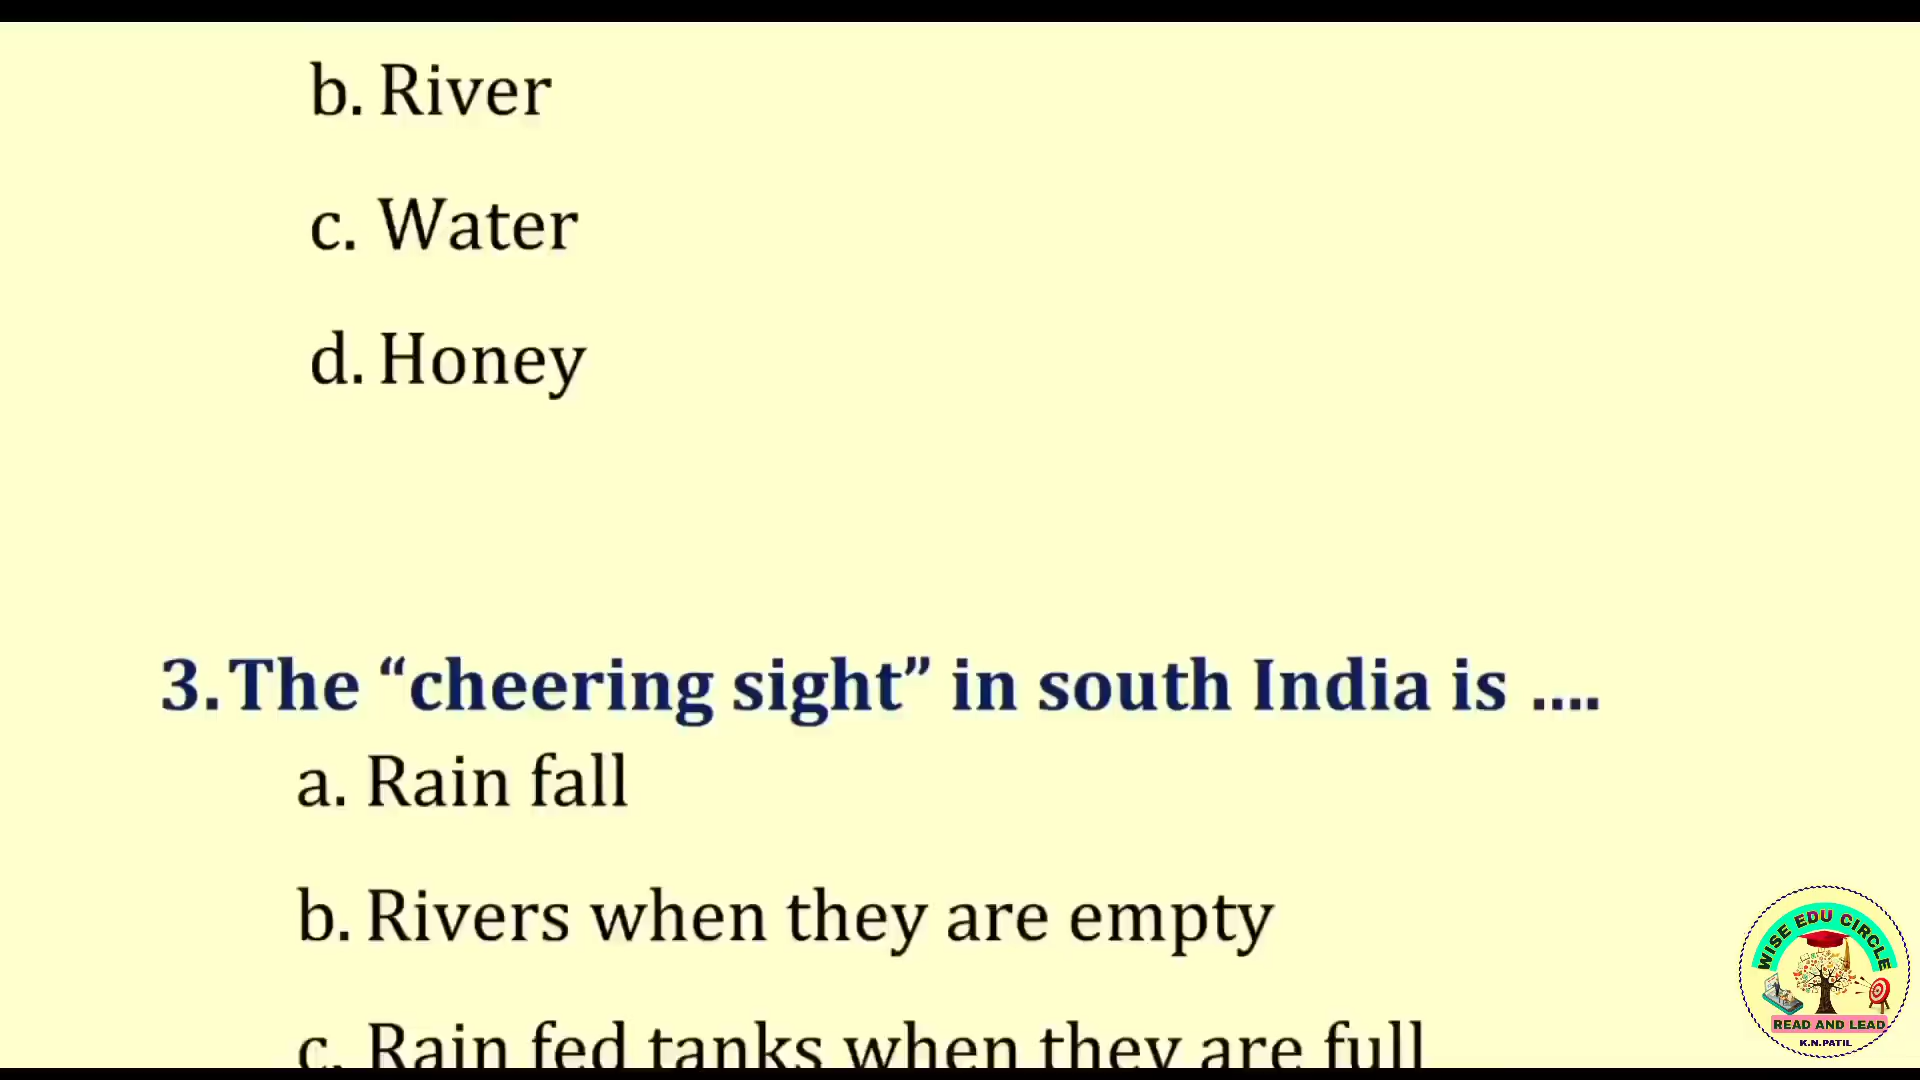 b. River
c. Water
d. Honey
3. The “cheering sight” in south India is ....
a. Rain fall
b. Rivers when they are empty
c. Rain fed tanks when they are full
WISE EDU CIRCLE
READ AND LEAD
K.N.PATIL